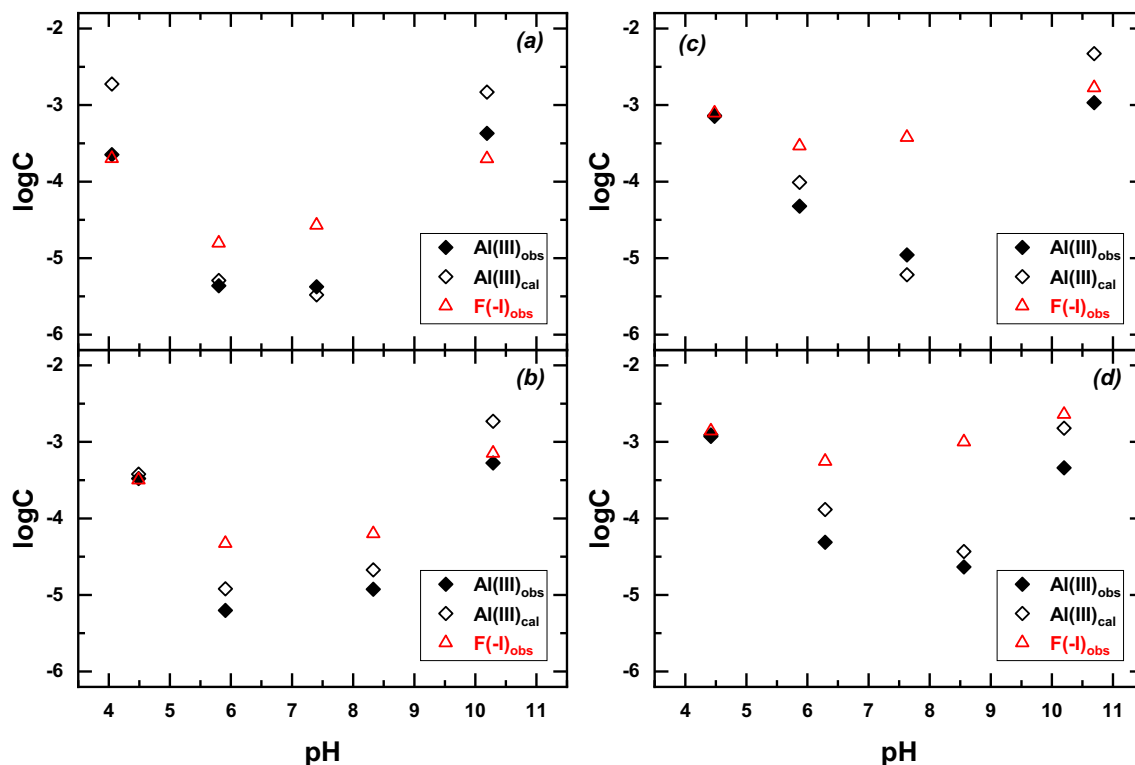 (a)
-2
-3
-4
-5
-6
logC
Al(III)obs
Al(III)cal
F(-I)obs
(c)
-2
-3
-4
-5
-6
logC
Al(III)obs
Al(III)cal
F(-I)obs
(b)
-2
-3
-4
-5
-6
logC
Al(III)obs
Al(III)cal
F(-I)obs
4 5 6 7 8 9 10 11
pH
(d)
-2
-3
-4
-5
-6
logC
Al(III)obs
Al(III)cal
F(-I)obs
4 5 6 7 8 9 10 11
pH